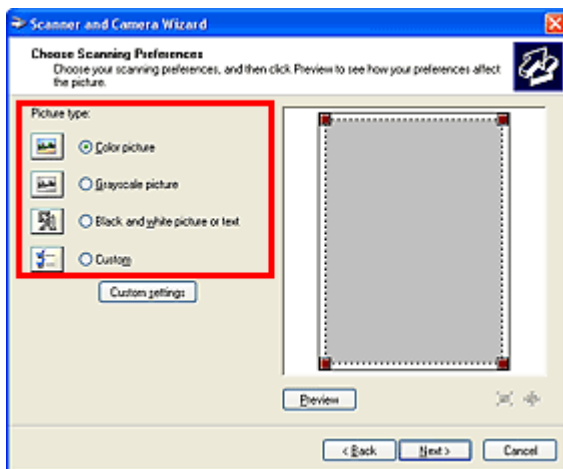 Scanner and Camera Wizard
Choose Scanning Preferences
Choose your scanning preferences, and then click Preview to see how your preferences affect
the picture.
Picture type:
Color picture
Grayscale picture
Black and white picture or text
Custom
Custom settings
Preview
< Back
Next >
Cancel